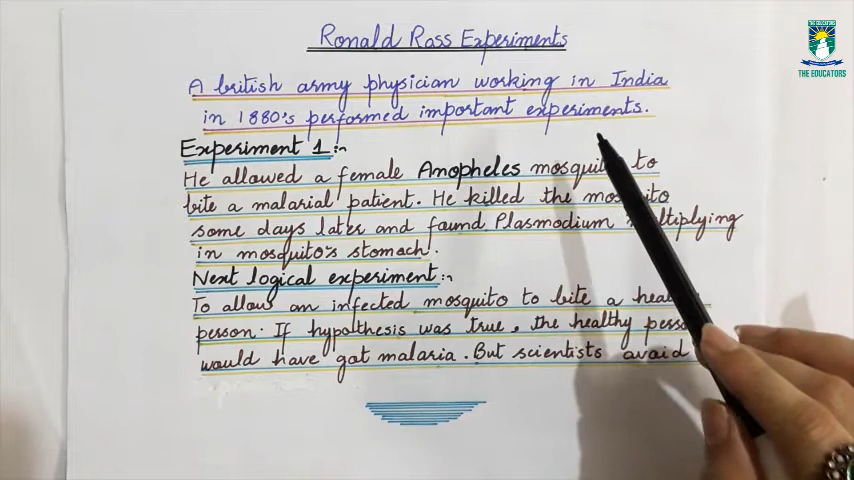 Ronald Ross Experiments
A british army physician working in India
in 1880's performed important experiments.
Experiment 1:-
He allowed a female Anopheles to
bite a malarial patient. He killed the
some days later and found Plasmodium
in mosquito's stomach.
Next logical experiment:-
To allow an infected mosquito to bite a
person. If hypothesis was true, the healthy
would have got malaria. But scientists avoid
THE EDUCATORS